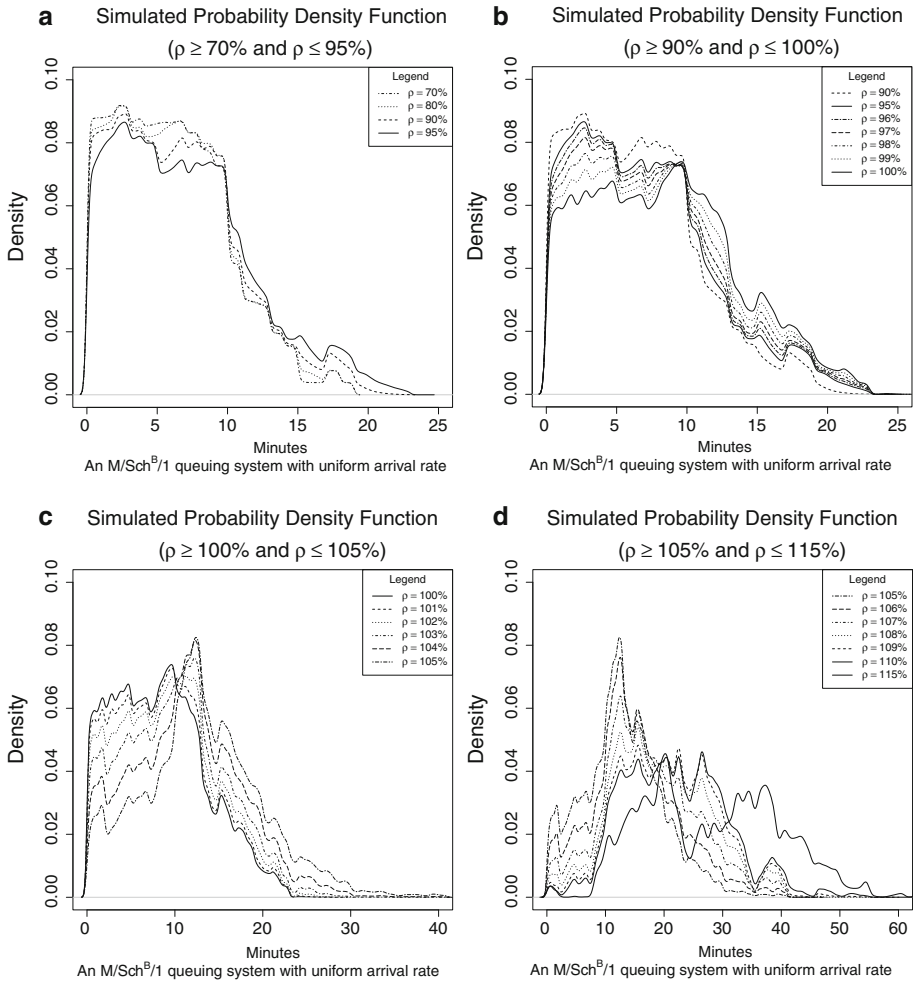 a Simulated Probability Density Function
(ρ ≥ 70% and ρ ≤ 95%)
Legend
ρ = 70%
ρ = 80%
ρ = 90%
ρ = 95%
Density
0.00 0.02 0.04 0.06 0.08 0.10
0 5 10 15 20 25
Minutes
An M/Sch^B/1 queuing system with uniform arrival rate
b Simulated Probability Density Function
(ρ ≥ 90% and ρ ≤ 100%)
Legend
ρ = 90%
ρ = 95%
ρ = 96%
ρ = 97%
ρ = 98%
ρ = 99%
ρ = 100%
Density
0.00 0.02 0.04 0.06 0.08 0.10
0 5 10 15 20 25
Minutes
An M/Sch^B/1 queuing system with uniform arrival rate
c Simulated Probability Density Function
(ρ ≥ 100% and ρ ≤ 105%)
Legend
ρ = 100%
ρ = 101%
ρ = 102%
ρ = 103%
ρ = 104%
ρ = 105%
Density
0.00 0.02 0.04 0.06 0.08 0.10
0 10 20 30 40
Minutes
An M/Sch^B/1 queuing system with uniform arrival rate
d Simulated Probability Density Function
(ρ ≥ 105% and ρ ≤ 115%)
Legend
ρ = 105%
ρ = 106%
ρ = 107%
ρ = 108%
ρ = 109%
ρ = 110%
ρ = 115%
Density
0.00 0.02 0.04 0.06 0.08 0.10
0 10 20 30 40 50 60
Minutes
An M/Sch^B/1 queuing system with uniform arrival rate